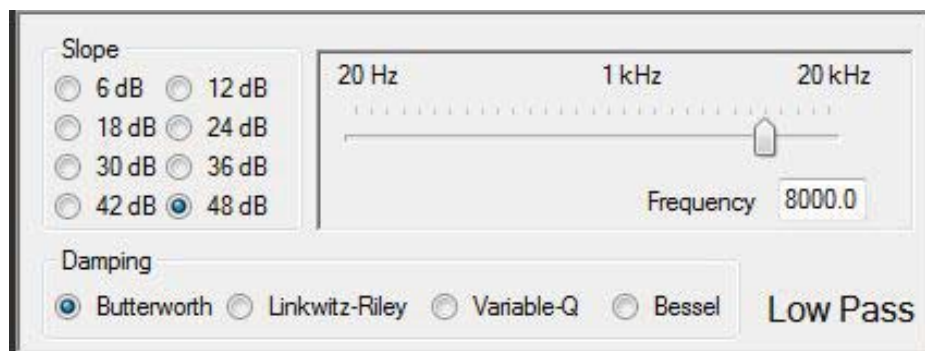 Slope
6 dB 12 dB
18 dB 24 dB
30 dB 36 dB
42 dB 48 dB
20 Hz 1 kHz 20 kHz
Frequency 8000.0
Damping
Butterworth Linkwitz-Riley Variable-Q Bessel
Low Pass